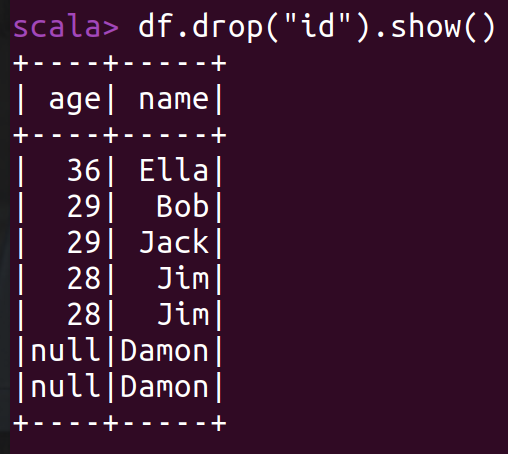 scala> df.drop("id").show()
+----+-----+
| age| name|
+----+-----+
|  36| Ella|
|  29|  Bob|
|  29| Jack|
|  28|  Jim|
|  28|  Jim|
|null|Damon|
|null|Damon|
+----+-----+